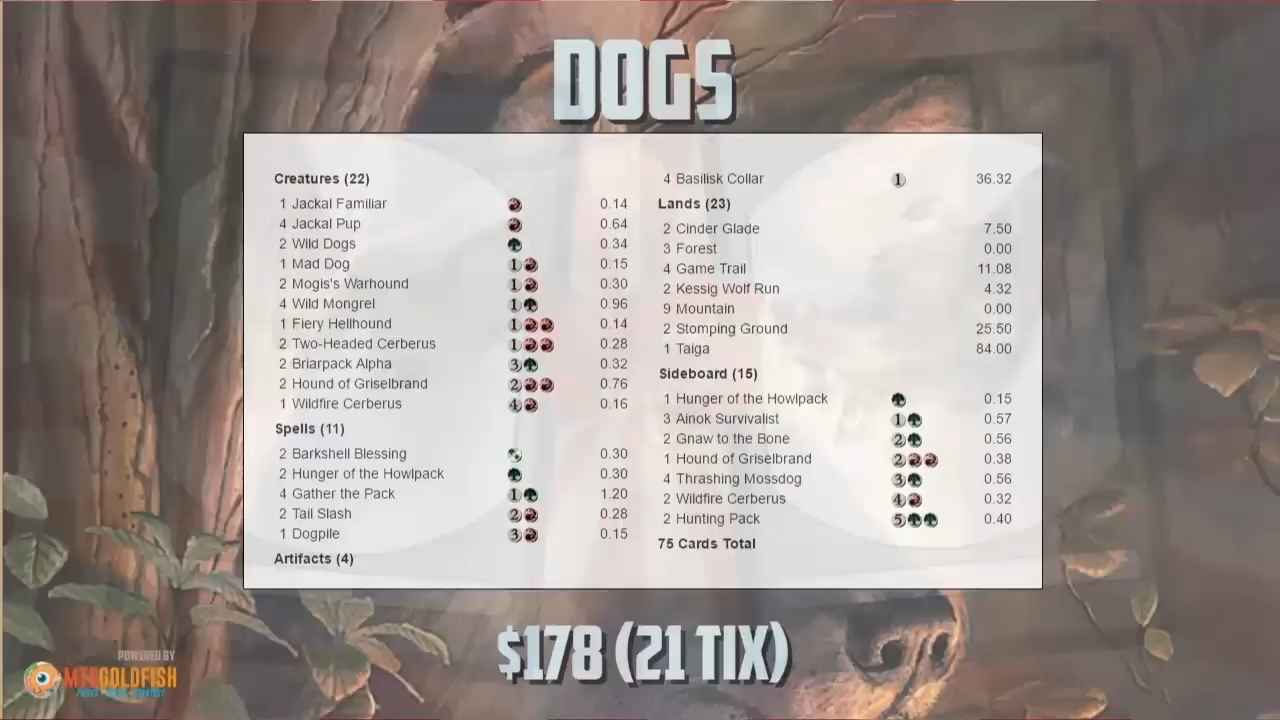 DOGS
Creatures (22)
1 Jackal Familiar 0.14
4 Jackal Pup 0.64
2 Wild Dogs 0.34
1 Mad Dog 1 0.15
2 Mogis's Warhound 1 0.30
4 Wild Mongrel 1 0.96
1 Fiery Hellhound 1 0.14
2 Two-Headed Cerberus 1 0.28
2 Briarpack Alpha 3 0.32
2 Hound of Griselbrand 2 0.76
1 Wildfire Cerberus 4 0.16
Spells (11)
2 Barkshell Blessing 0.30
2 Hunger of the Howlpack 0.30
4 Gather the Pack 1 1.20
2 Tail Slash 2 0.28
1 Dogpile 3 0.15
Artifacts (4)
4 Basilisk Collar 1 36.32
Lands (23)
2 Cinder Glade 7.50
3 Forest 0.00
4 Game Trail 11.08
2 Kessig Wolf Run 4.32
9 Mountain 0.00
2 Stomping Ground 25.50
1 Taiga 84.00
Sideboard (15)
1 Hunger of the Howlpack 0.15
3 Ainok Survivalist 1 0.57
2 Gnaw to the Bone 2 0.56
1 Hound of Griselbrand 2 0.38
4 Thrashing Mossdog 3 0.56
2 Wildfire Cerberus 4 0.32
2 Hunting Pack 5 0.40
75 Cards Total
$178 (21 TIX)
POWERED BY
MTGGOLDFISH